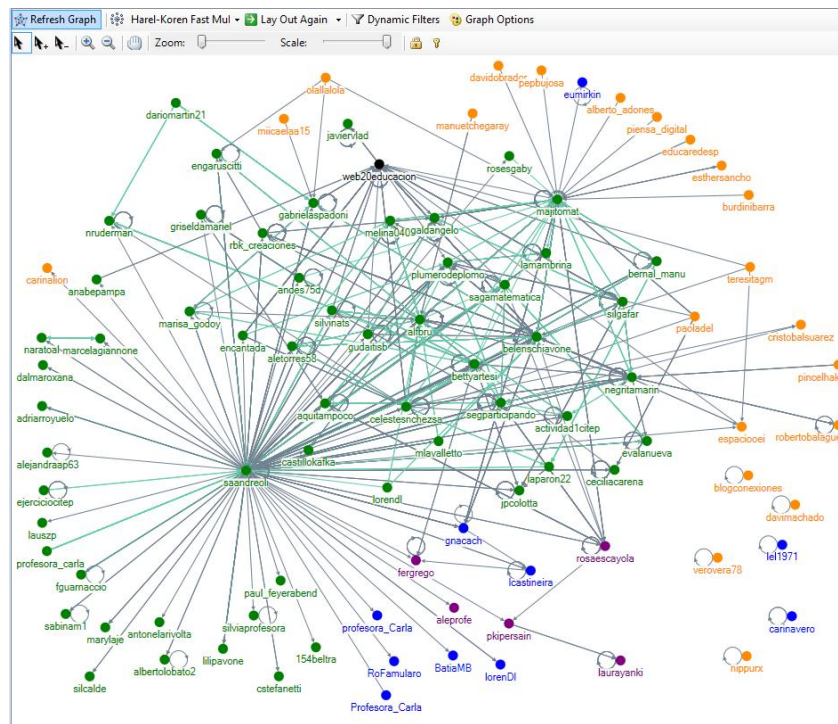 Refresh Graph Harel-Koren Fast Mul Lay Out Again Dynamic Filters Graph Options
Zoom: Scale:
davidobrador
pepbujosa
olallalola
eumirkin
alberto_adones
dariomartin21
miicaelaa15
manuetchegaray
piensa_digital
javiervlad
educaredesp
engaruscitti
web20educacion
rosesgaby
esthersancho
burdinibarra
gabrielaspadoni
majitomat
nruderman
griseldamariel
melina040
galdangelo
rbk_creaciones
lamambrina
bernal_manu
carinalion
anabepampa
andes75d
plumerodeplomo
teresitagm
sagamatematica
marisa_godoy
silvinats
alfbru
silgafar
paoladel
cristobalsuarez
naratoal
marcelagiannone
encantada
gudaitisb
belenschiavone
aletorres58
dalmaroxana
bettyartesi
negritamarin
pincelhak
adriarroyuelo
aquitampoco
celestesnchezsa
segparticipando
actividad1citep
espaciocei
robertobalague
alejandraap63
castillokafka
mlavalletto
evalanueva
saandreoli
laparon22
ceciliacarena
blogconexiones
ejerciciocitep
lorendl
jpcolotta
davimachado
lauszp
gnacach
rosaescayola
lel1971
profesora_carla
fergrego
lcastineira
verovera78
fguarnaccio
paul_feyerabend
sabinam1
marylaje
antonelarivolta
silviaprofesora
profesora_Carla
aleprofe
pkipersain
carinavero
albertolobato2
lilipavone
154beltra
RoFamularo
BatiaMB
lorenDl
laurayanki
nippurx
silcalde
cstefanetti
Profesora_Carla